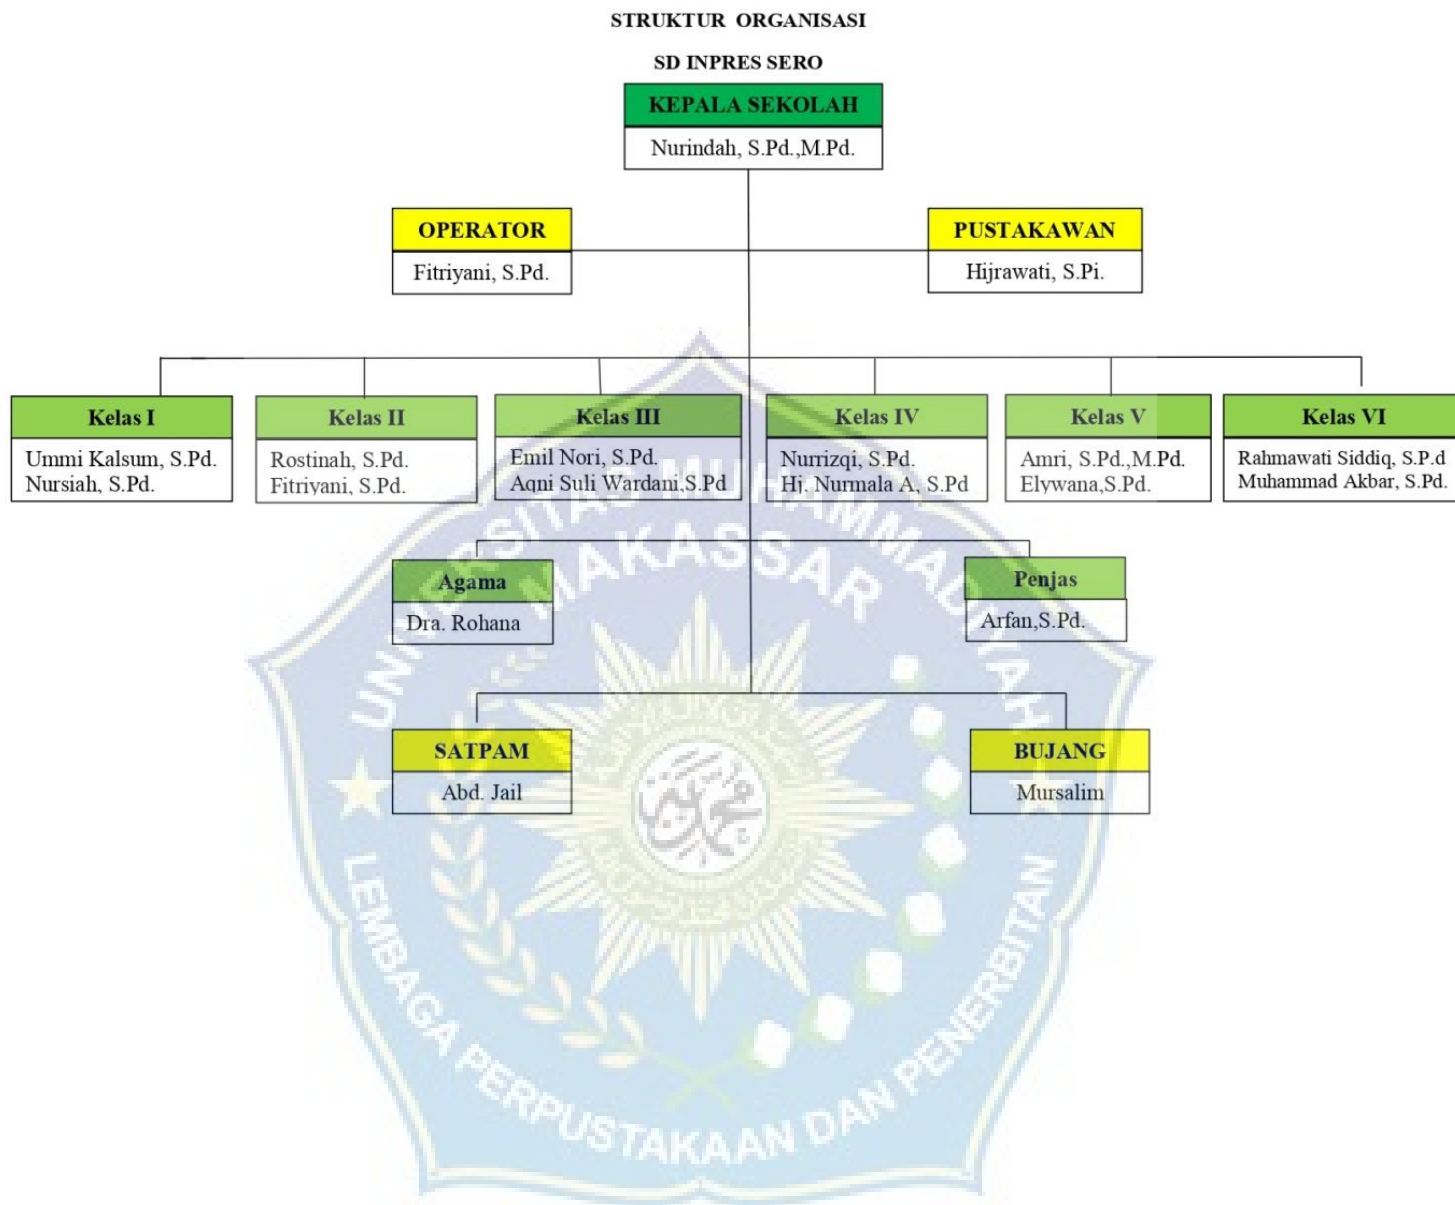 STRUKTUR ORGANISASI
SD INPRES SERO
KEPALA SEKOLAH
Nurindah, S.Pd.,M.Pd.
OPERATOR
Fitriyani, S.Pd.
PUSTAKAWAN
Hijrawati, S.Pi.
Kelas I
Ummi Kalsum, S.Pd.
Nursiah, S.Pd.
Kelas II
Rostinah, S.Pd.
Fitriyani, S.Pd.
Kelas III
Emil Nori, S.Pd.
Aqni Suli Wardani,S.Pd
Kelas IV
Nurrizqi, S.Pd.
Hj. Nurmala A, S.Pd
Kelas V
Amri, S.Pd.,M.Pd.
Elywana,S.Pd.
Kelas VI
Rahmawati Siddiq, S.P.d
Muhammad Akbar, S.Pd.
Agama
Dra. Rohana
Penjas
Arfan,S.Pd.
SATPAM
Abd. Jail
BUJANG
Mursalim
UNIVERSITAS MUHAMMADIYAH
MAKASSAR
LEMBAGA PERPUSTAKAAN DAN PENERBITAN